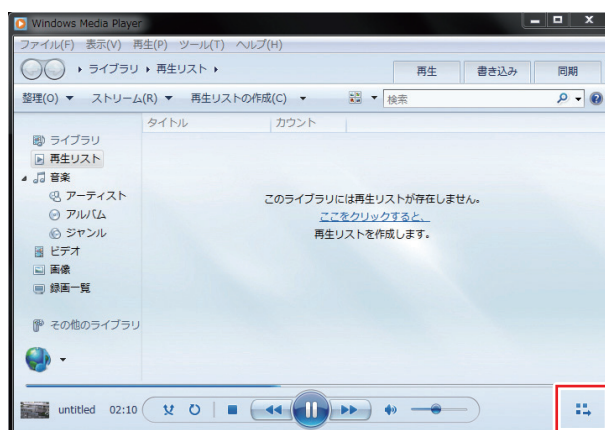 Windows Media Player
ファイル(F) 表示(V) 再生(P) ツール(T) ヘルプ(H)
ライブラリ 再生リスト
再生 書き込み 同期
整理(O) ストリーム(R) 再生リストの作成(C) 検索
タイトル カウント
ライブラリ
再生リスト
音楽
アーティスト
アルバム
ジャンル
ビデオ
画像
録画一覧
その他のライブラリ
このライブラリには再生リストが存在しません。
ここをクリックすると、
再生リストを作成します。
untitled 02:10